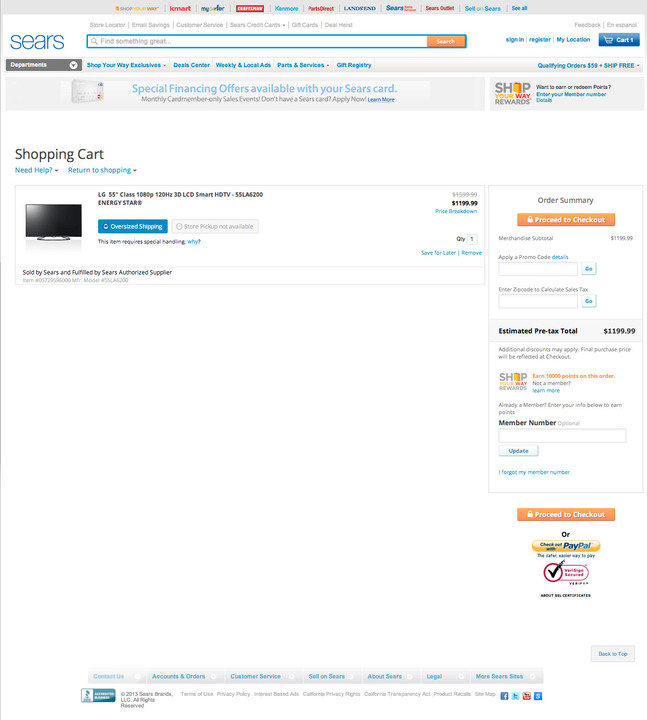 SHOP YOUR WAY kmart mygofer CRAFTSMAN Kenmore PartsDirect LANDS'END Sears Sears Outlet Sell on Sears See all
Store Locator | Email Savings | Customer Service | Sears Credit Cards | Gift Cards | Deal Heist
Feedback | En espanol
sears
Find something great...
Search
sign in | register | My Location
Cart 1
Departments
Shop Your Way Exclusives Deals Center Weekly & Local Ads Parts & Services Gift Registry
Qualifying Orders $59 + SHIP FREE
Special Financing Offers available with your Sears card.
Monthly Cardmember-only Sales Events! Don't have a Sears card? Apply Now! Learn More
SHOP YOUR WAY REWARDS
Want to earn or redeem Points?
Enter your Member number
Details
Shopping Cart
Need Help? Return to shopping
LG 55" Class 1080p 120Hz 3D LCD Smart HDTV - 55LA6200
ENERGY STAR®
$1599.99
$1199.99
Price Breakdown
Oversized Shipping
Store Pickup not available
This item requires special handling, why?
Qty 1
Save for Later | Remove
Sold by Sears and Fulfilled by Sears Authorized Supplier
Item #05729596000 Mfr. Model #55LA6200
Order Summary
Proceed to Checkout
Merchandise Subtotal $1199.99
Apply a Promo Code details
Go
Enter Zipcode to Calculate Sales Tax
Go
Estimated Pre-tax Total $1199.99
Additional discounts may apply. Final purchase price
will be reflected at Checkout.
SHOP YOUR WAY REWARDS
Earn 10000 points on this order.
Not a member?
learn more
Already a Member? Enter your info below to earn
points
Member Number Optional
Update
I forgot my member number
Proceed to Checkout
Or
Check out with PayPal
The safer, easier way to pay
VeriSign Secured
VERIFY
ABOUT SSL CERTIFICATES
Back to Top
Contact Us Accounts & Orders Customer Service Sell on Sears About Sears Legal More Sears Sites
BBB ACCREDITED BUSINESS
© 2013 Sears Brands,
LLC. All Rights
Reserved
Terms of Use Privacy Policy Interest Based Ads California Privacy Rights California Transparency Act Product Recalls Site Map